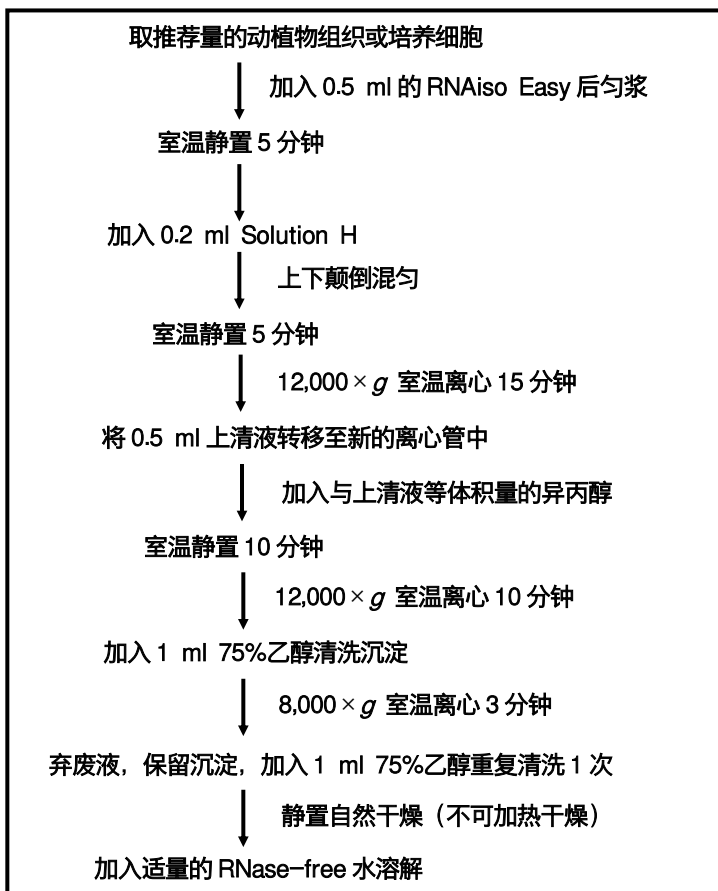 取推荐量的动植物组织或培养细胞
加入 0.5 ml 的 RNAiso Easy 后匀浆
室温静置 5 分钟
加入 0.2 ml Solution H
上下颠倒混匀
室温静置 5 分钟
12,000 × g 室温离心 15 分钟
将 0.5 ml 上清液转移至新的离心管中
加入与上清液等体积量的异丙醇
室温静置 10 分钟
12,000 × g 室温离心 10 分钟
加入 1 ml 75%乙醇清洗沉淀
8,000 × g 室温离心 3 分钟
弃废液，保留沉淀，加入 1 ml 75%乙醇重复清洗 1 次
静置自然干燥（不可加热干燥）
加入适量的 RNase-free 水溶解